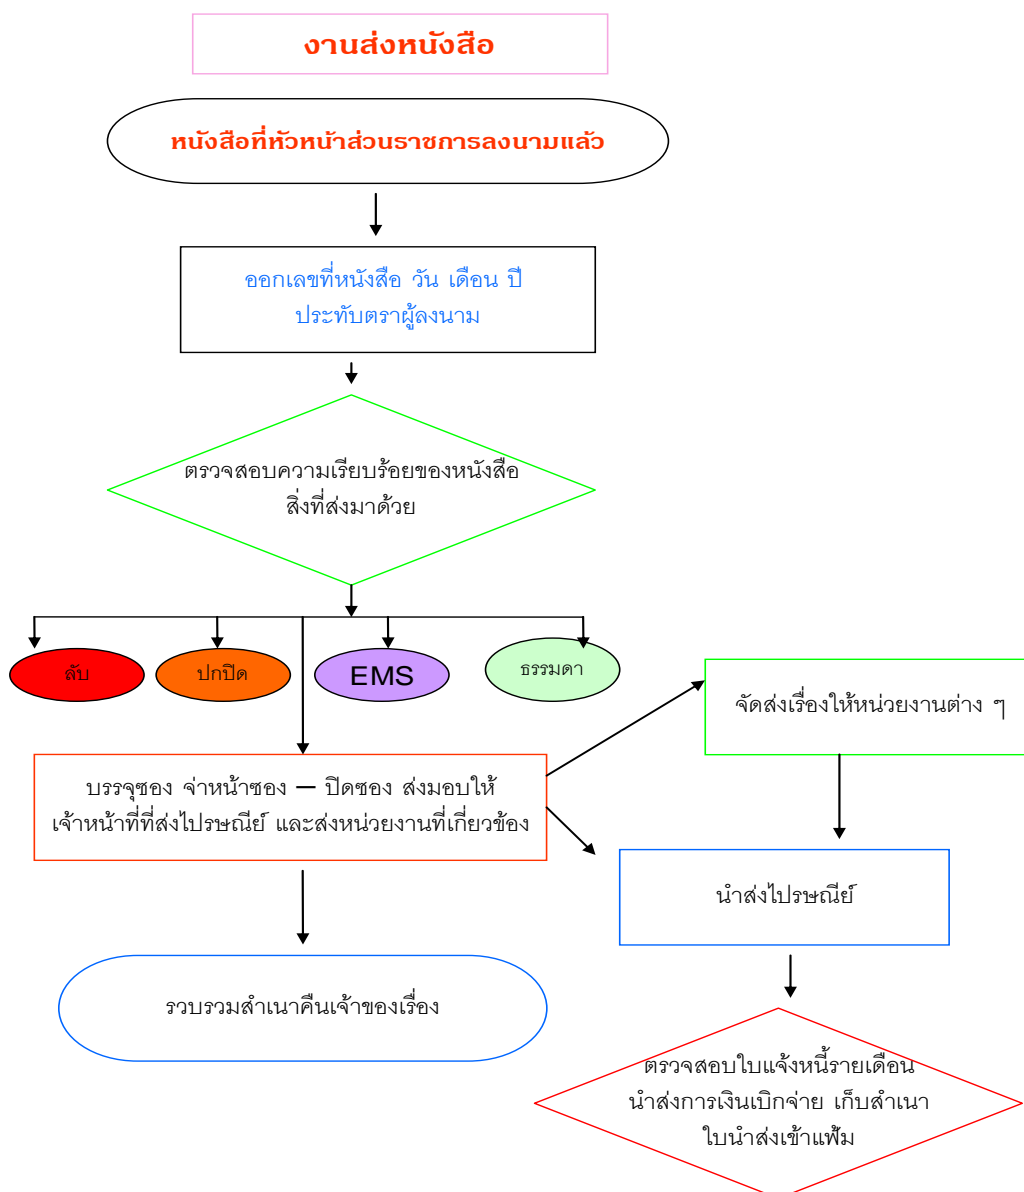 งานส่งหนังสือ
หนังสือที่หัวหน้าส่วนราชการลงนามแล้ว
ออกเลขที่หนังสือ วัน เดือน ปี
ประทับตราผู้ลงนาม
ตรวจสอบความเรียบร้อยของหนังสือ
สิ่งที่ส่งมาด้วย
ลับ
ปกปิด
EMS
ธรรมดา
จัดส่งเรื่องให้หน่วยงานต่าง ๆ
บรรจุซอง จ่าหน้าซอง – ปิดซอง ส่งมอบให้
เจ้าหน้าที่ที่ส่งไปรษณีย์ และส่งหน่วยงานที่เกี่ยวข้อง
นำส่งไปรษณีย์
รวบรวมสำเนาคืนเจ้าของเรื่อง
ตรวจสอบใบแจ้งหนี้รายเดือน
นำส่งการเงินเบิกจ่าย เก็บสำเนา
ใบนำส่งเข้าแฟ้ม